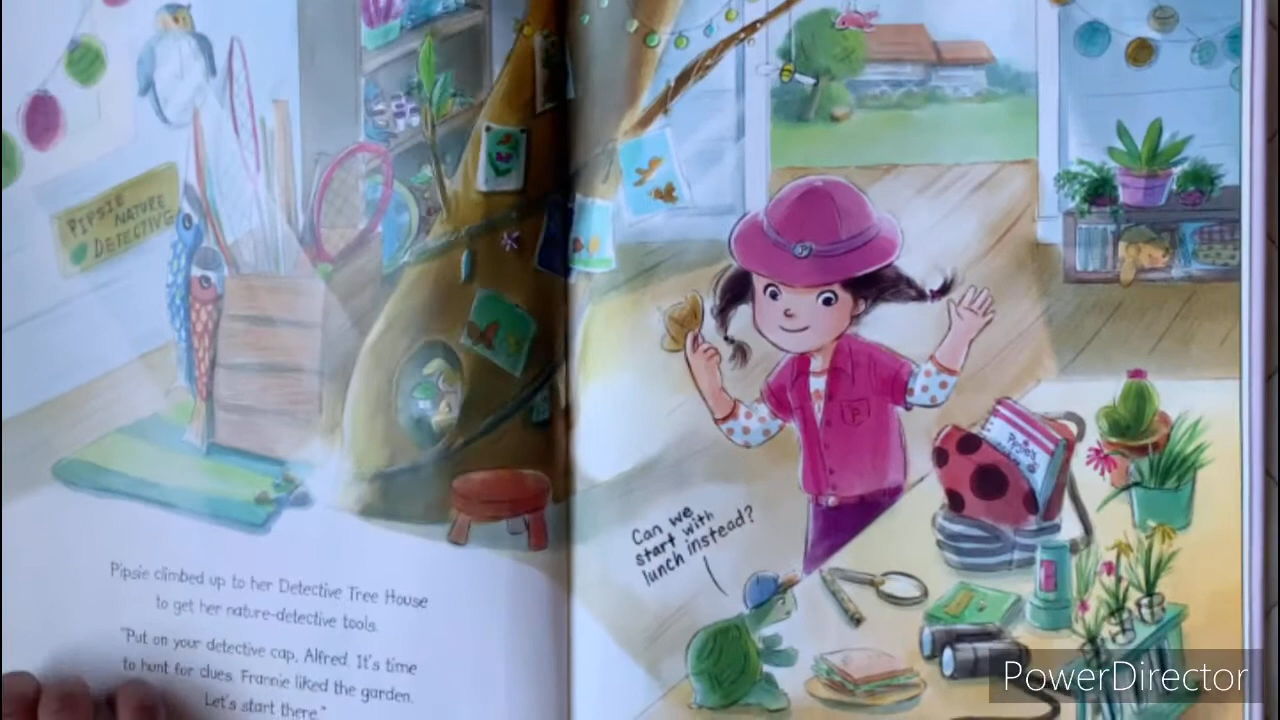 PIPSIE
NATURE
DETECTIVE
Pipsie climbed up to her Detective Tree House
to get her nature-detective tools.
"Put on your detective cap, Alfred. It's time
to hunt for clues. Frannie liked the garden.
Let's start there."
Can we
start with
lunch instead?
P
P
Pipsie's
PowerDirector